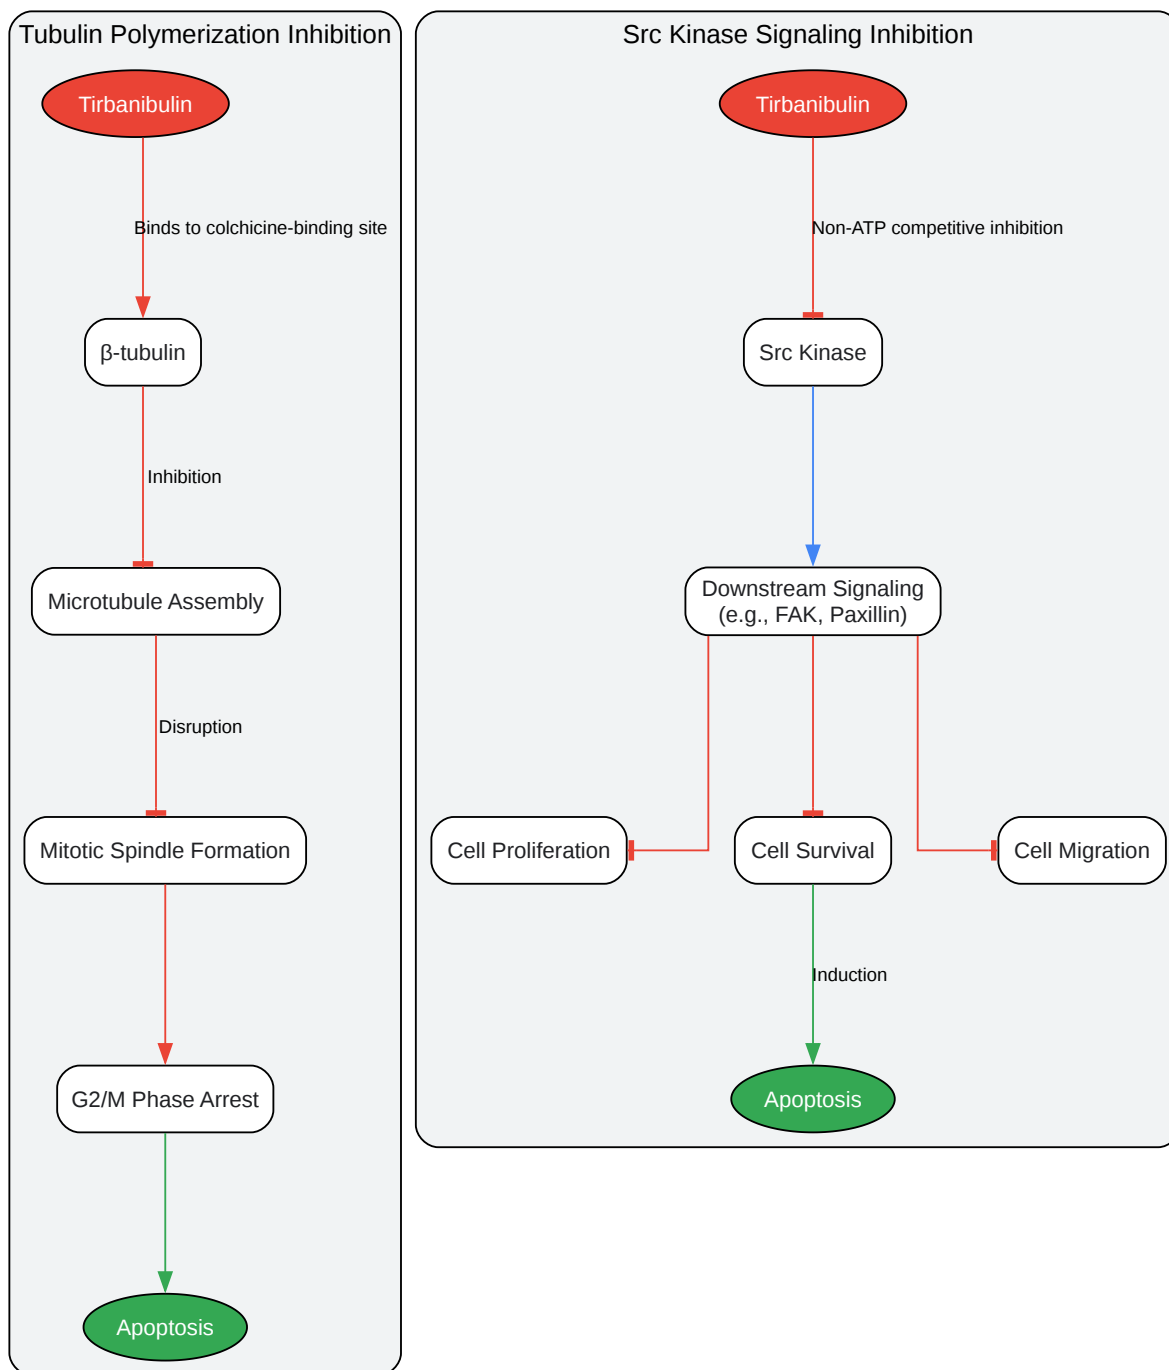 Tubulin Polymerization Inhibition
Tirbanibulin
Binds to colchicine-binding site
β-tubulin
Inhibition
Microtubule Assembly
Disruption
Mitotic Spindle Formation
G2/M Phase Arrest
Apoptosis
Src Kinase Signaling Inhibition
Tirbanibulin
Non-ATP competitive inhibition
Src Kinase
Downstream Signaling
(e.g., FAK, Paxillin)
Cell Proliferation
Cell Survival
Cell Migration
Induction
Apoptosis